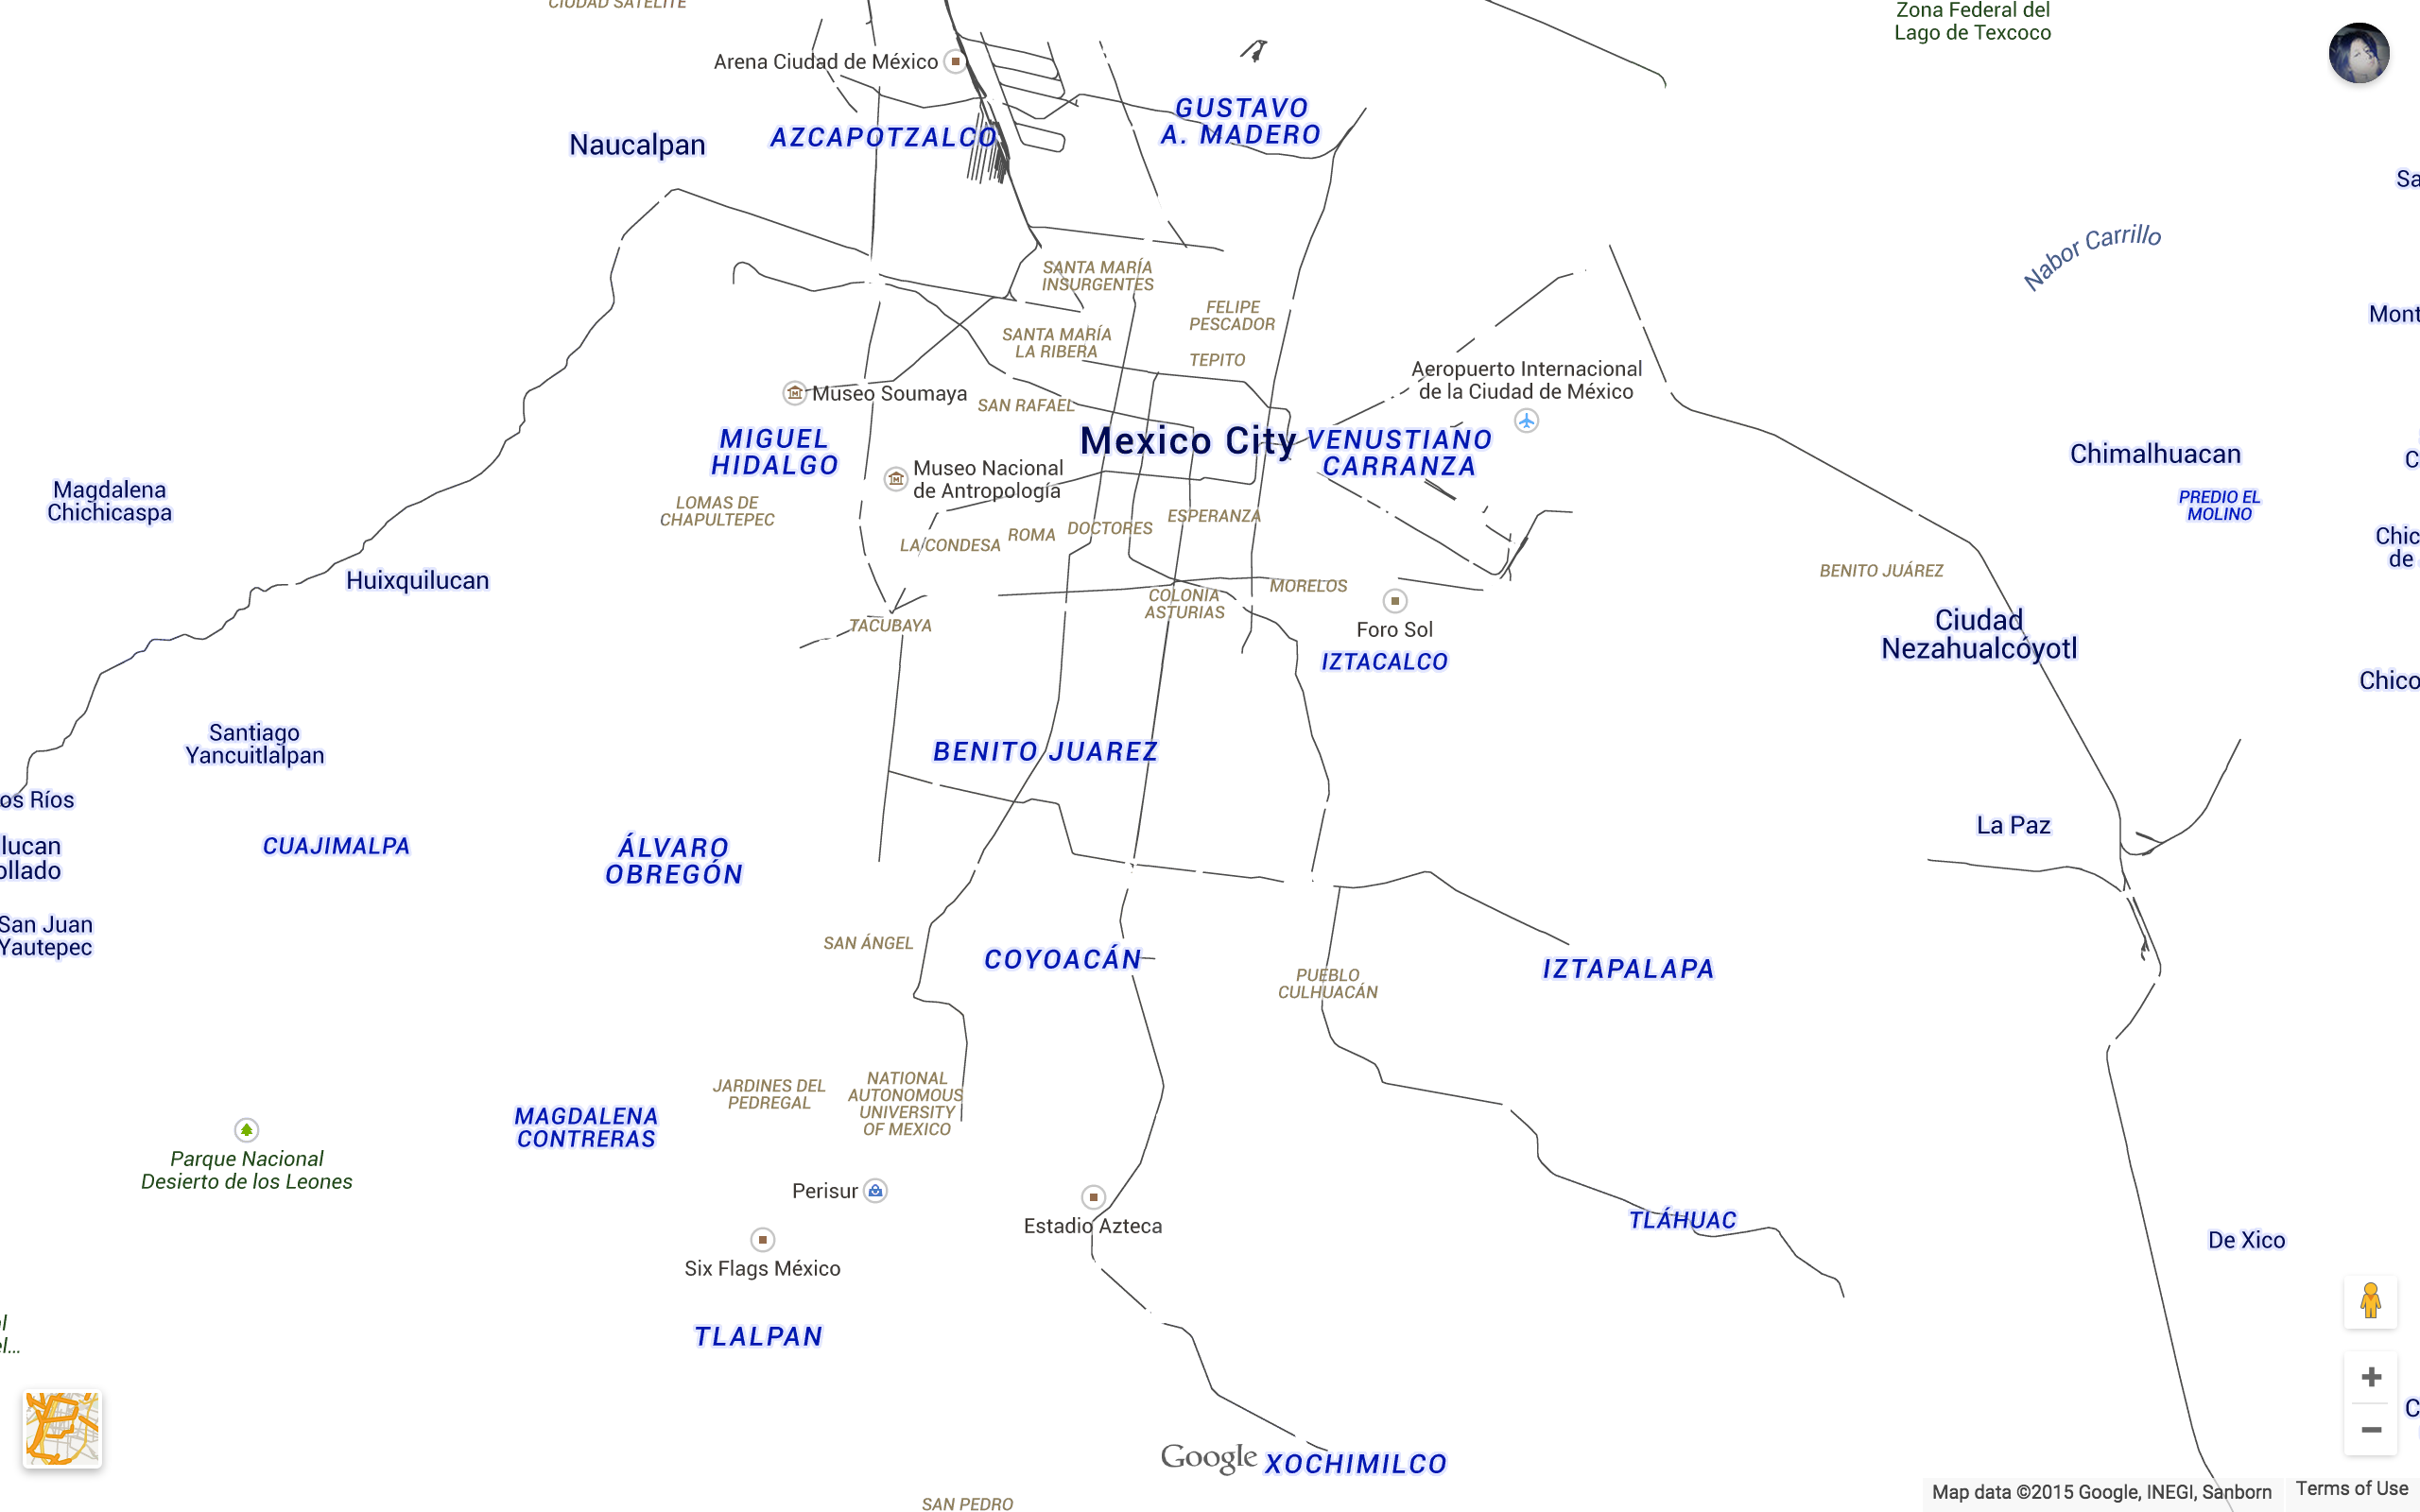 CIUDAD SATÉLITE
Zona Federal del
Lago de Texcoco
Arena Ciudad de México
GUSTAVO
A. MADERO
AZCAPOTZALCO
Naucalpan
Sa
Nabor Carrillo
SANTA MARÍA
INSURGENTES
FELIPE
PESCADOR
Mont
SANTA MARÍA
LA RIBERA
TEPITO
Aeropuerto Internacional
de la Ciudad de México
Museo Soumaya
SAN RAFAEL
MIGUEL
HIDALGO
Mexico City
VENUSTIANO
CARRANZA
Chimalhuacan
C
Museo Nacional
de Antropología
Magdalena
Chichicaspa
PREDIO EL
MOLINO
LOMAS DE
CHAPULTEPEC
ESPERANZA
DOCTORES
ROMA
LA CONDESA
Chic
de
Huixquilucan
BENITO JUÁREZ
MORELOS
COLONIA
ASTURIAS
TACUBAYA
Foro Sol
Ciudad
Nezahualcóyotl
IZTACALCO
Chico
Santiago
Yancuitlalpan
BENITO JUAREZ
os Ríos
La Paz
CUAJIMALPA
lucan
ollado
ÁLVARO
OBREGÓN
San Juan
Yautepec
SAN ÁNGEL
COYOACÁN
IZTAPALAPA
PUEBLO
CULHUACÁN
JARDINES DEL
PEDREGAL
NATIONAL
AUTONOMOUS
UNIVERSITY
OF MEXICO
MAGDALENA
CONTRERAS
Parque Nacional
Desierto de los Leones
Perisur
Estadio Azteca
TLÁHUAC
De Xico
Six Flags México
l
el...
TLALPAN
C
Google
XOCHIMILCO
SAN PEDRO
Map data ©2015 Google, INEGI, Sanborn
Terms of Use